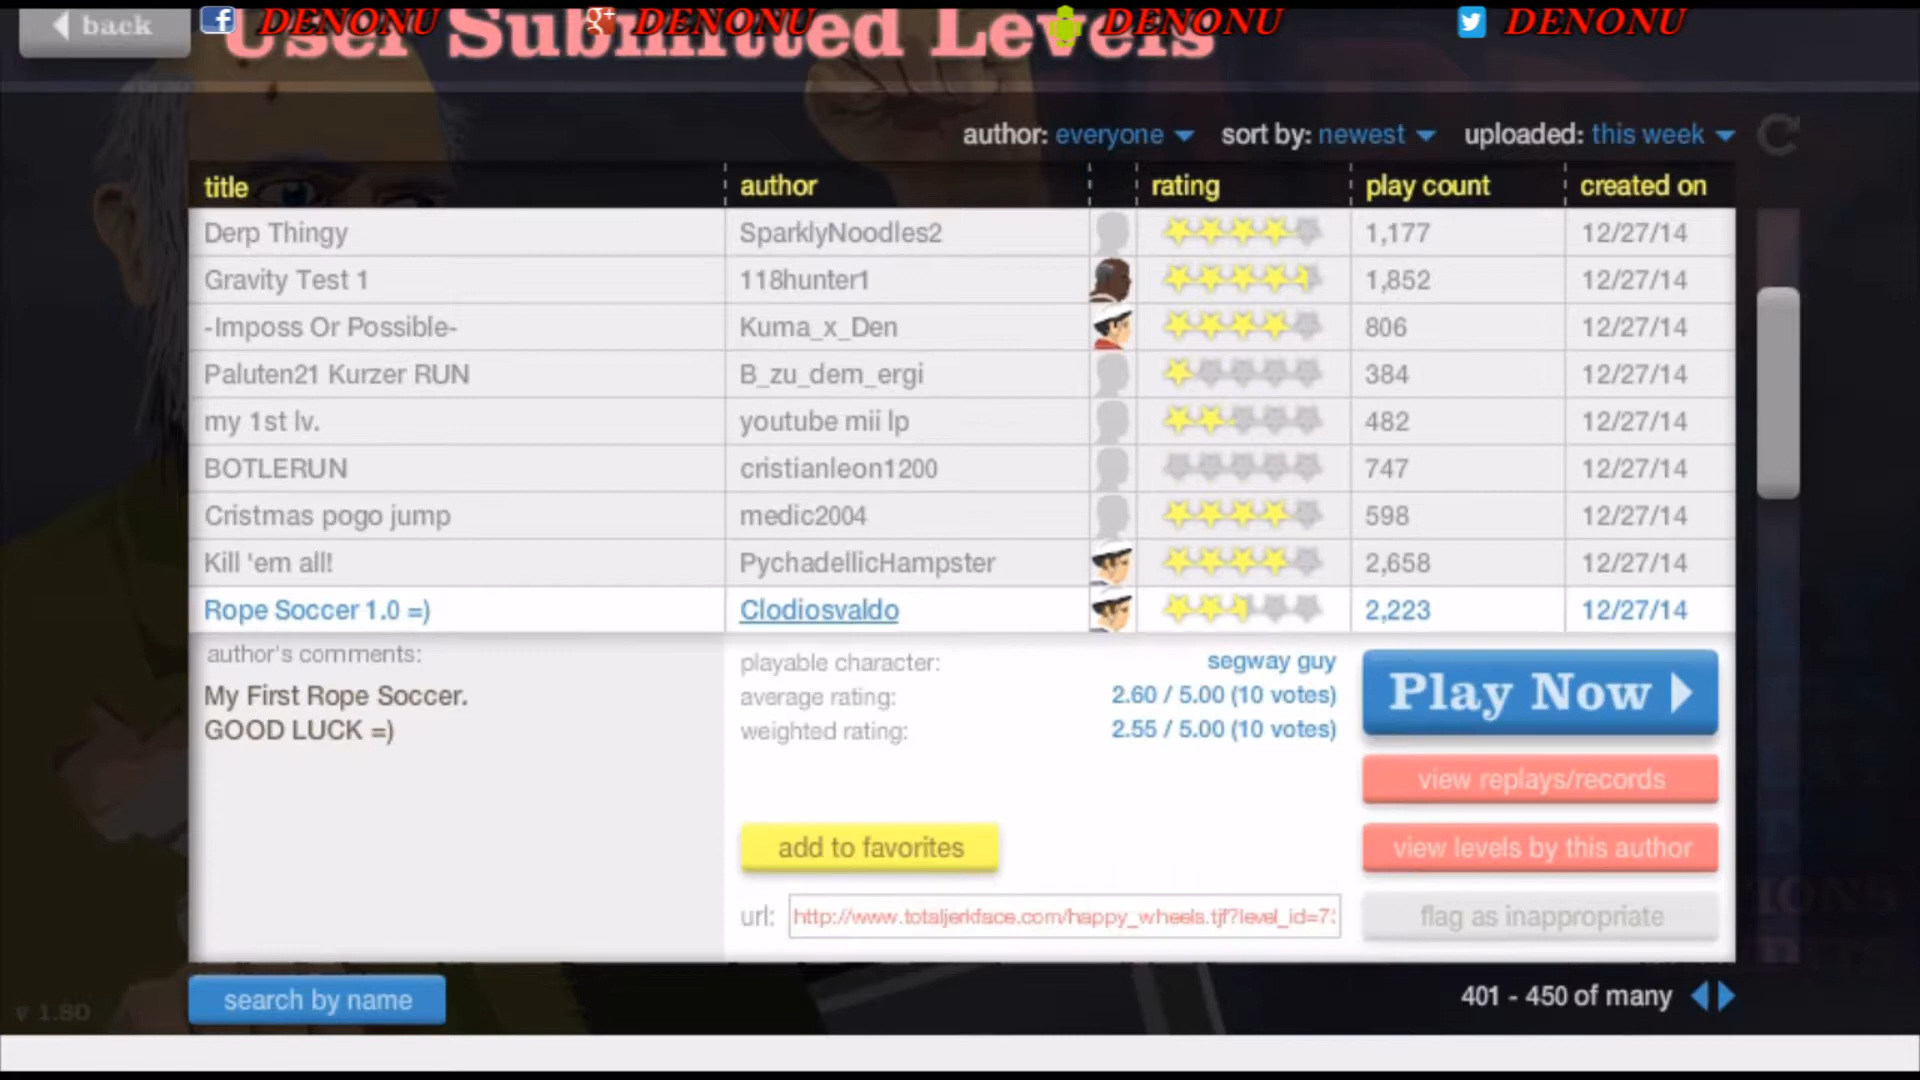 back
DENONU
DENONU
DENONU
DENONU
User Submitted Levels
author: everyone sort by: newest uploaded: this week
title author rating play count created on
Derp Thingy SparklyNoodles2 1,177 12/27/14
Gravity Test 1 118hunter1 1,852 12/27/14
-Imposs Or Possible- Kuma_x_Den 806 12/27/14
Paluten21 Kurzer RUN B_zu_dem_ergi 384 12/27/14
my 1st lv. youtube mii lp 482 12/27/14
BOTLERUN cristianleon1200 747 12/27/14
Cristmas pogo jump medic2004 598 12/27/14
Kill 'em all! PychadellicHampster 2,658 12/27/14
Rope Soccer 1.0 =) Clodiosvaldo 2,223 12/27/14
author's comments:
My First Rope Soccer.
GOOD LUCK =)
playable character: segway guy
average rating: 2.60 / 5.00 (10 votes)
weighted rating: 2.55 / 5.00 (10 votes)
Play Now
view replays/records
add to favorites
view levels by this author
url: http://www.totaljerkface.com/happy_wheels.tjf?level_id=7
flag as inappropriate
search by name
401 - 450 of many
v 1.80